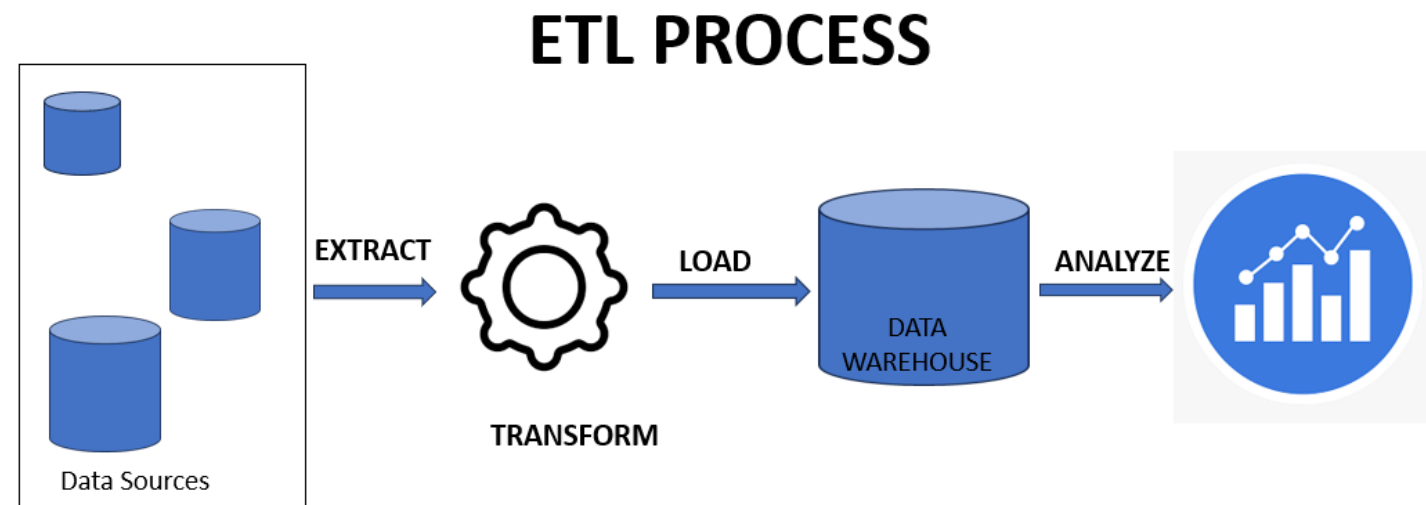 ETL PROCESS
EXTRACT
LOAD
ANALYZE
DATA
WAREHOUSE
TRANSFORM
Data Sources